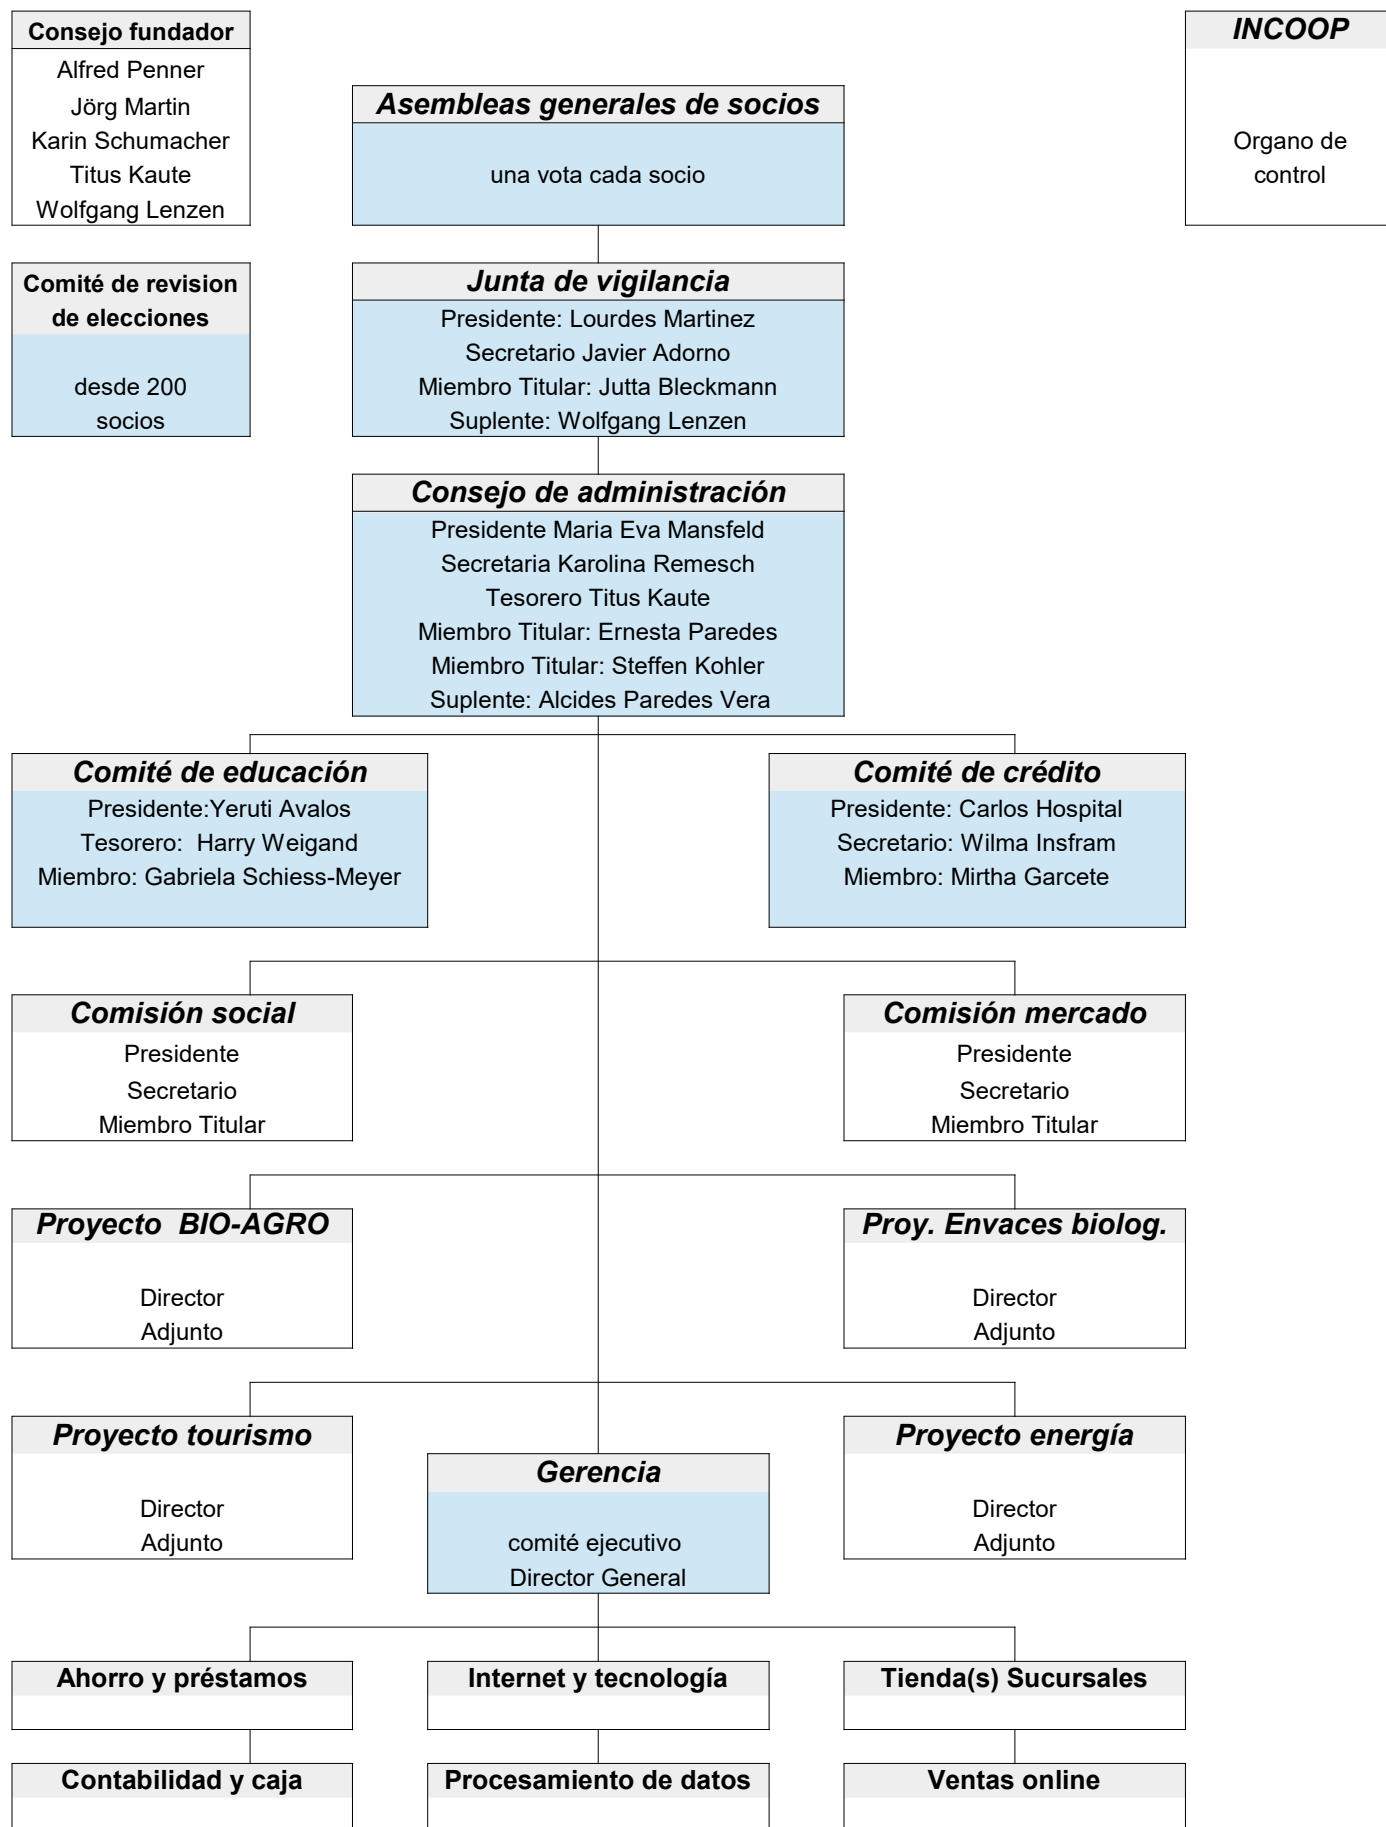 Consejo fundador
Alfred Penner
Jörg Martin
Karin Schumacher
Titus Kaute
Wolfgang Lenzen
INCOOP
Organo de
control
Asembleas generales de socios
una vota cada socio
Comité de revision
de elecciones
desde 200
socios
Junta de vigilancia
Presidente: Lourdes Martinez
Secretario Javier Adorno
Miembro Titular: Jutta Bleckmann
Suplente: Wolfgang Lenzen
Consejo de administración
Presidente Maria Eva Mansfeld
Secretaria Karolina Remesch
Tesorero Titus Kaute
Miembro Titular: Ernesta Paredes
Miembro Titular: Steffen Kohler
Suplente: Alcides Paredes Vera
Comité de educación
Presidente:Yeruti Avalos
Tesorero:  Harry Weigand
Miembro: Gabriela Schiess-Meyer
Comité de crédito
Presidente: Carlos Hospital
Secretario: Wilma Insfram
Miembro: Mirtha Garcete
Comisión social
Presidente
Secretario
Miembro Titular
Comisión mercado
Presidente
Secretario
Miembro Titular
Proyecto  BIO-AGRO
Director
Adjunto
Proy. Envaces biolog.
Director
Adjunto
Proyecto tourismo
Director
Adjunto
Gerencia
comité ejecutivo
Director General
Proyecto energía
Director
Adjunto
Ahorro y préstamos
Internet y tecnología
Tienda(s) Sucursales
Contabilidad y caja
Procesamiento de datos
Ventas online